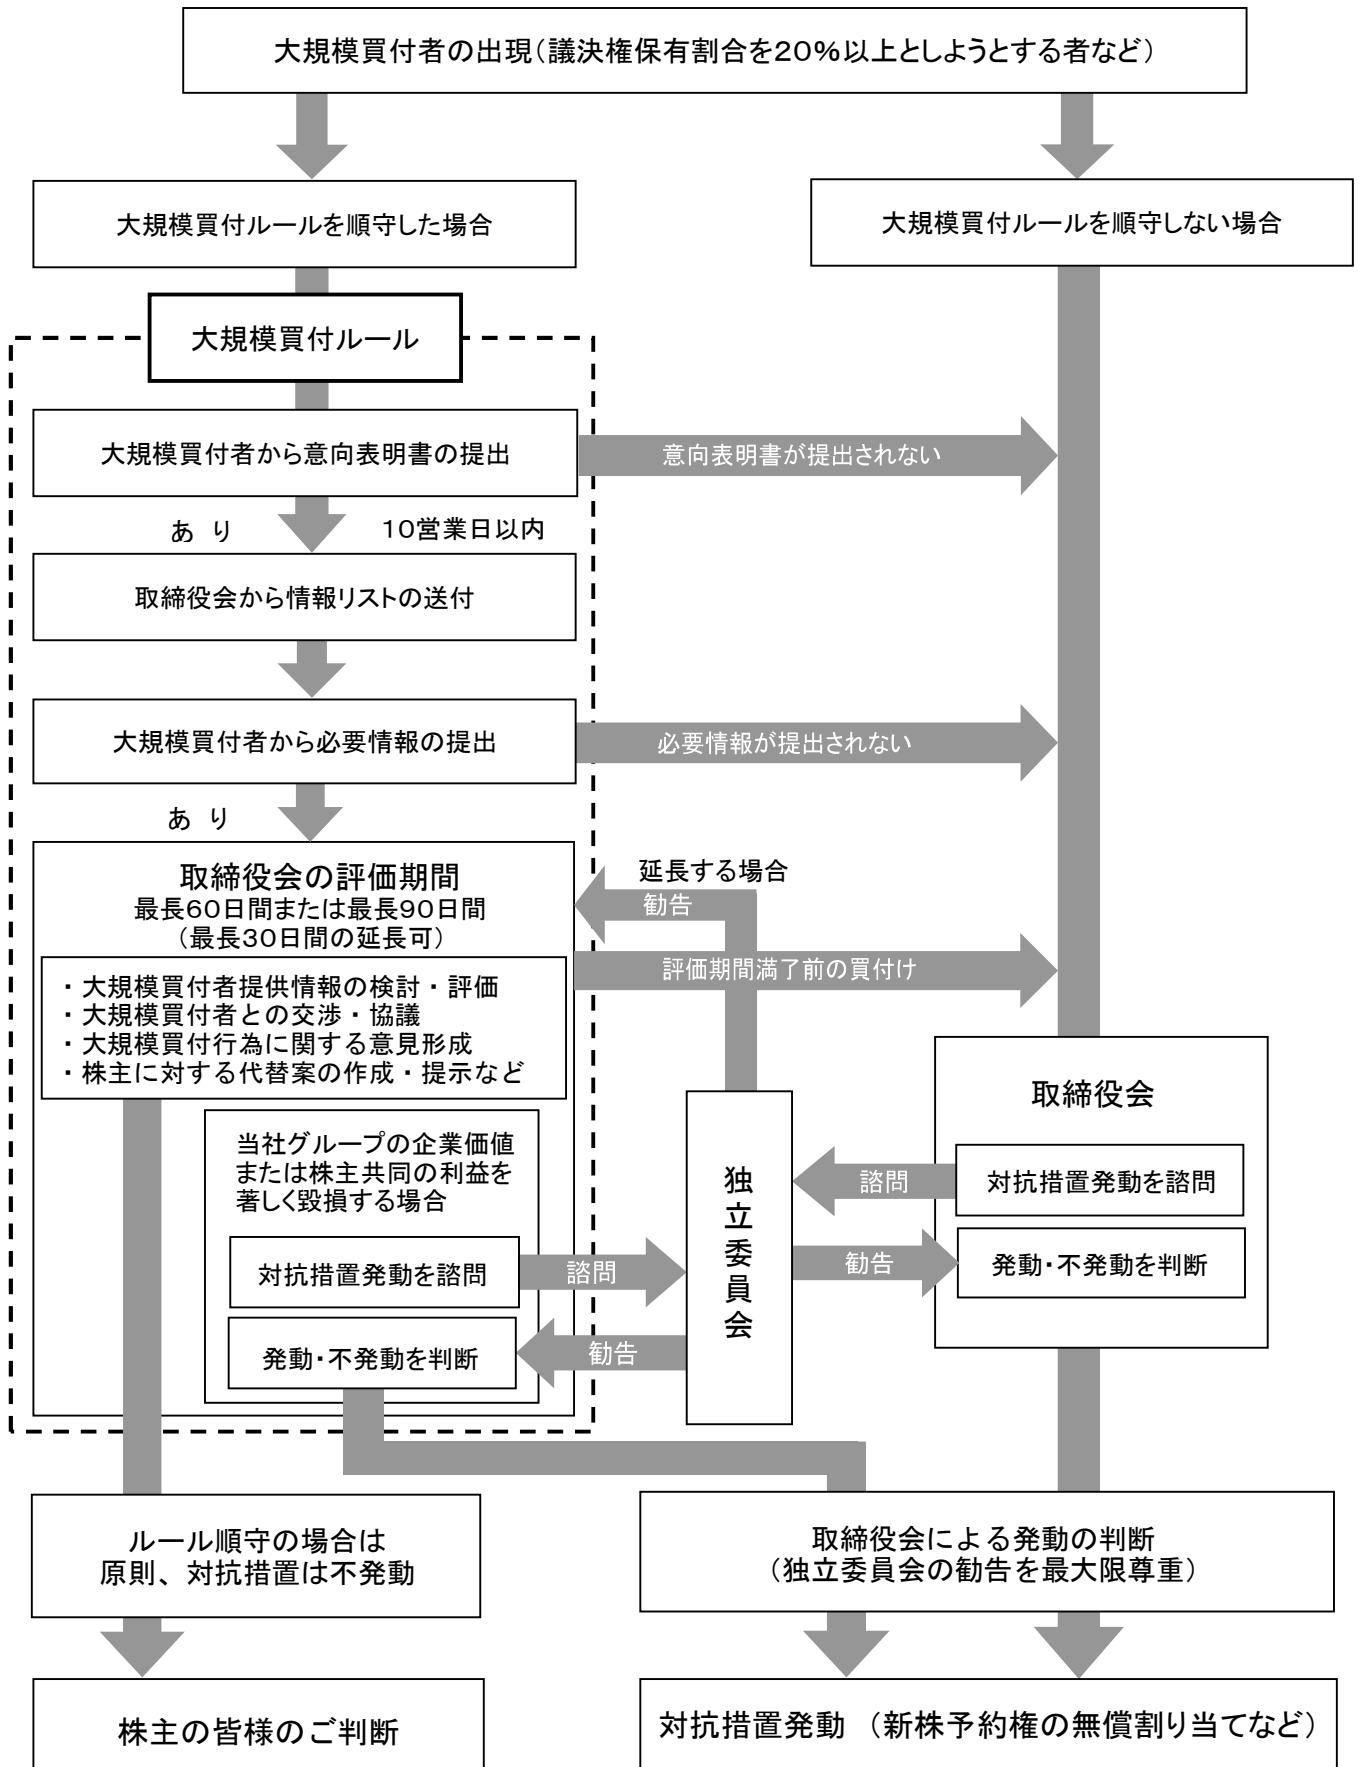 大規模買付者の出現(議決権保有割合を20%以上としようとする者など)
大規模買付ルールを順守した場合
大規模買付ルールを順守しない場合
大規模買付ルール
大規模買付者から意向表明書の提出
意向表明書が提出されない
あ り
10営業日以内
取締役会から情報リストの送付
大規模買付者から必要情報の提出
必要情報が提出されない
あ り
取締役会の評価期間
最長60日間または最長90日間
(最長30日間の延長可)
延長する場合
勧告
評価期間満了前の買付け
・大規模買付者提供情報の検討・評価
・大規模買付者との交渉・協議
・大規模買付行為に関する意見形成
・株主に対する代替案の作成・提示など
当社グループの企業価値
または株主共同の利益を
著しく毀損する場合
対抗措置発動を諮問
諮問
発動・不発動を判断
勧告
独立委員会
取締役会
諮問
対抗措置発動を諮問
勧告
発動・不発動を判断
ルール順守の場合は
原則、対抗措置は不発動
取締役会による発動の判断
(独立委員会の勧告を最大限尊重)
株主の皆様のご判断
対抗措置発動 (新株予約権の無償割り当てなど)